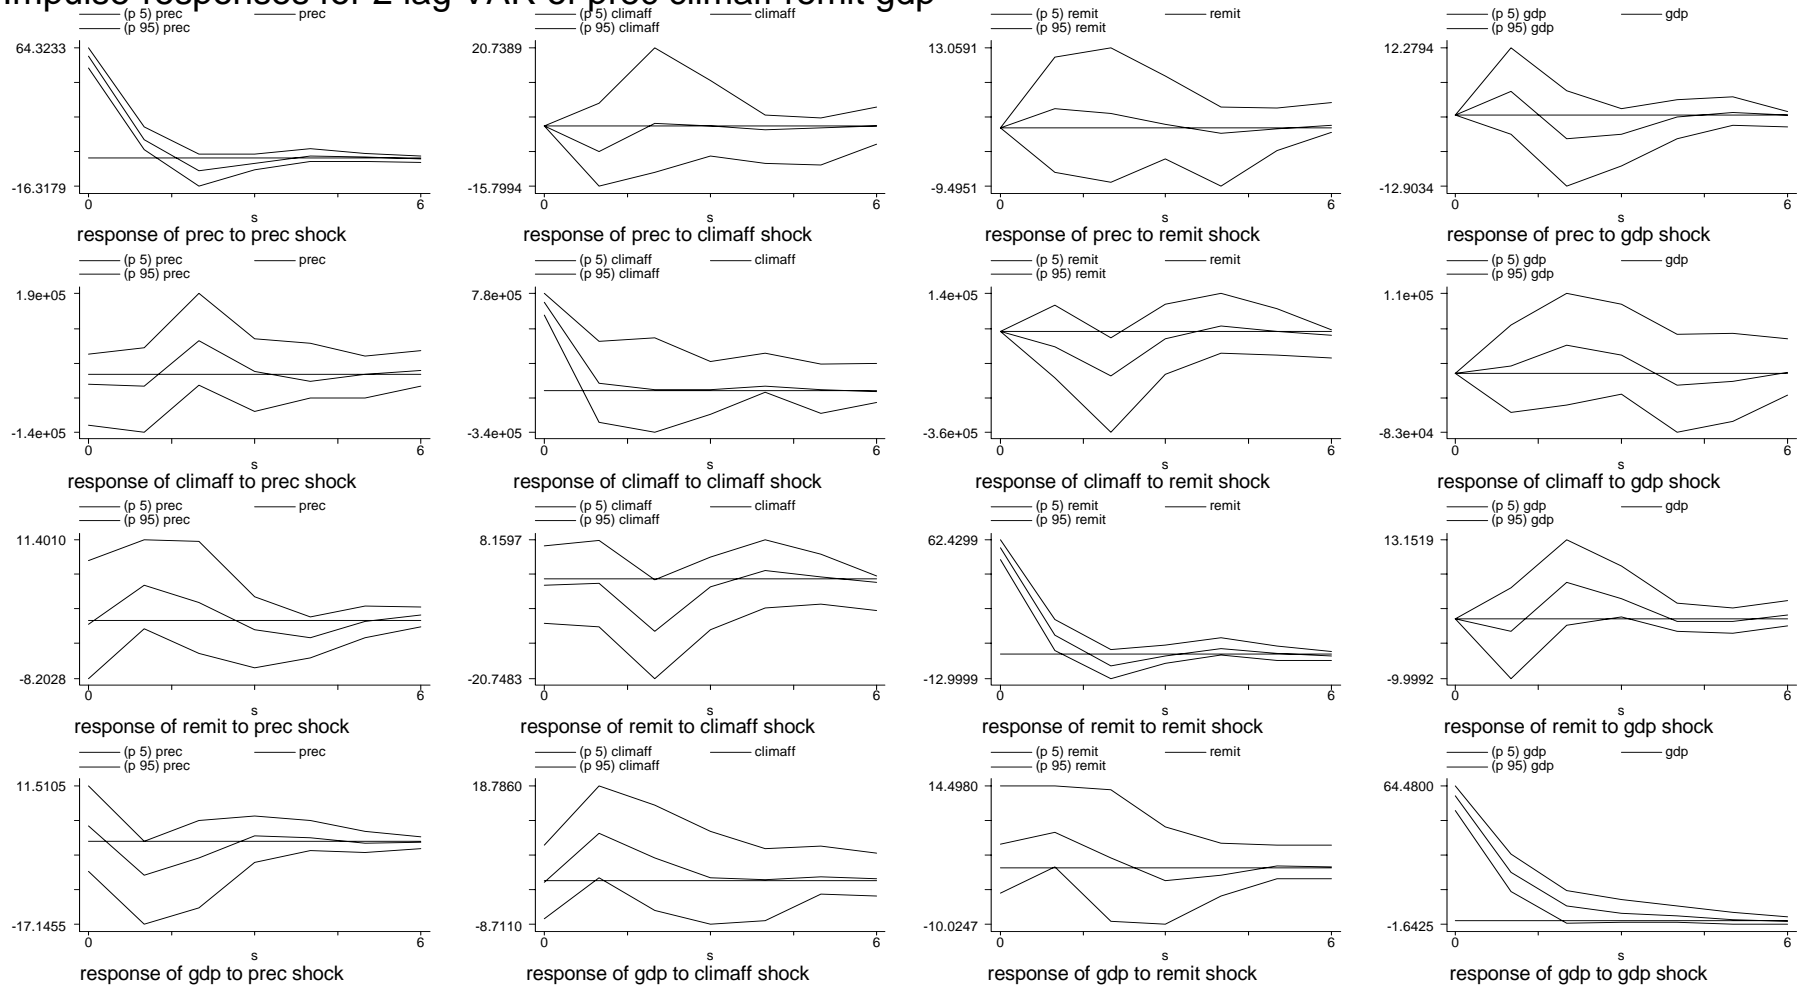 Impulse responses for 2 lag VAR of prec climaff remit gdp
(p 5) prec prec
(p 95) prec
64.3233
-16.3179
0 6
s
response of prec to prec shock
(p 5) climaff climaff
(p 95) climaff
20.7389
-15.7994
0 6
s
response of prec to climaff shock
(p 5) remit remit
(p 95) remit
13.0591
-9.4951
0 6
s
response of prec to remit shock
(p 5) gdp gdp
(p 95) gdp
12.2794
-12.9034
0 6
s
response of prec to gdp shock
(p 5) prec prec
(p 95) prec
1.9e+05
-1.4e+05
0 6
s
response of climaff to prec shock
(p 5) climaff climaff
(p 95) climaff
7.8e+05
-3.4e+05
0 6
s
response of climaff to climaff shock
(p 5) remit remit
(p 95) remit
1.4e+05
-3.6e+05
0 6
s
response of climaff to remit shock
(p 5) gdp gdp
(p 95) gdp
1.1e+05
-8.3e+04
0 6
s
response of climaff to gdp shock
(p 5) prec prec
(p 95) prec
11.4010
-8.2028
0 6
s
response of remit to prec shock
(p 5) climaff climaff
(p 95) climaff
8.1597
-20.7483
0 6
s
response of remit to climaff shock
(p 5) remit remit
(p 95) remit
62.4299
-12.9999
0 6
s
response of remit to remit shock
(p 5) gdp gdp
(p 95) gdp
13.1519
-9.9992
0 6
s
response of remit to gdp shock
(p 5) prec prec
(p 95) prec
11.5105
-17.1455
0 6
s
response of gdp to prec shock
(p 5) climaff climaff
(p 95) climaff
18.7860
-8.7110
0 6
s
response of gdp to climaff shock
(p 5) remit remit
(p 95) remit
14.4980
-10.0247
0 6
s
response of gdp to remit shock
(p 5) gdp gdp
(p 95) gdp
64.4800
-1.6425
0 6
s
response of gdp to gdp shock